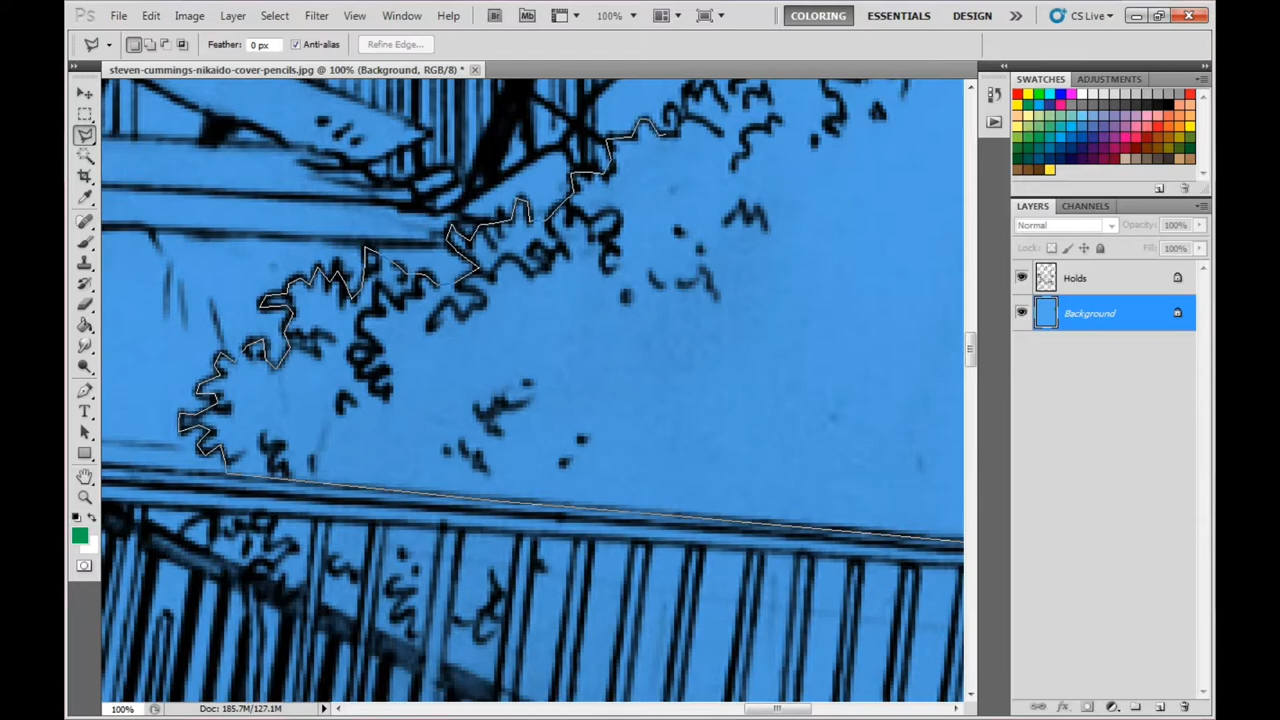 Ps File Edit Image Layer Select Filter View Window Help Br Mb 100% COLORING ESSENTIALS DESIGN CS Live
Feather: 0 px Anti-alias Refine Edge...
steven-cummings-nikaido-cover-pencils.jpg @ 100% (Background, RGB/8) *
SWATCHES ADJUSTMENTS
LAYERS CHANNELS
Normal Opacity: 100%
Lock: Fill: 100%
Holds
Background
T
100% Doc: 185.7M/127.1M
fx